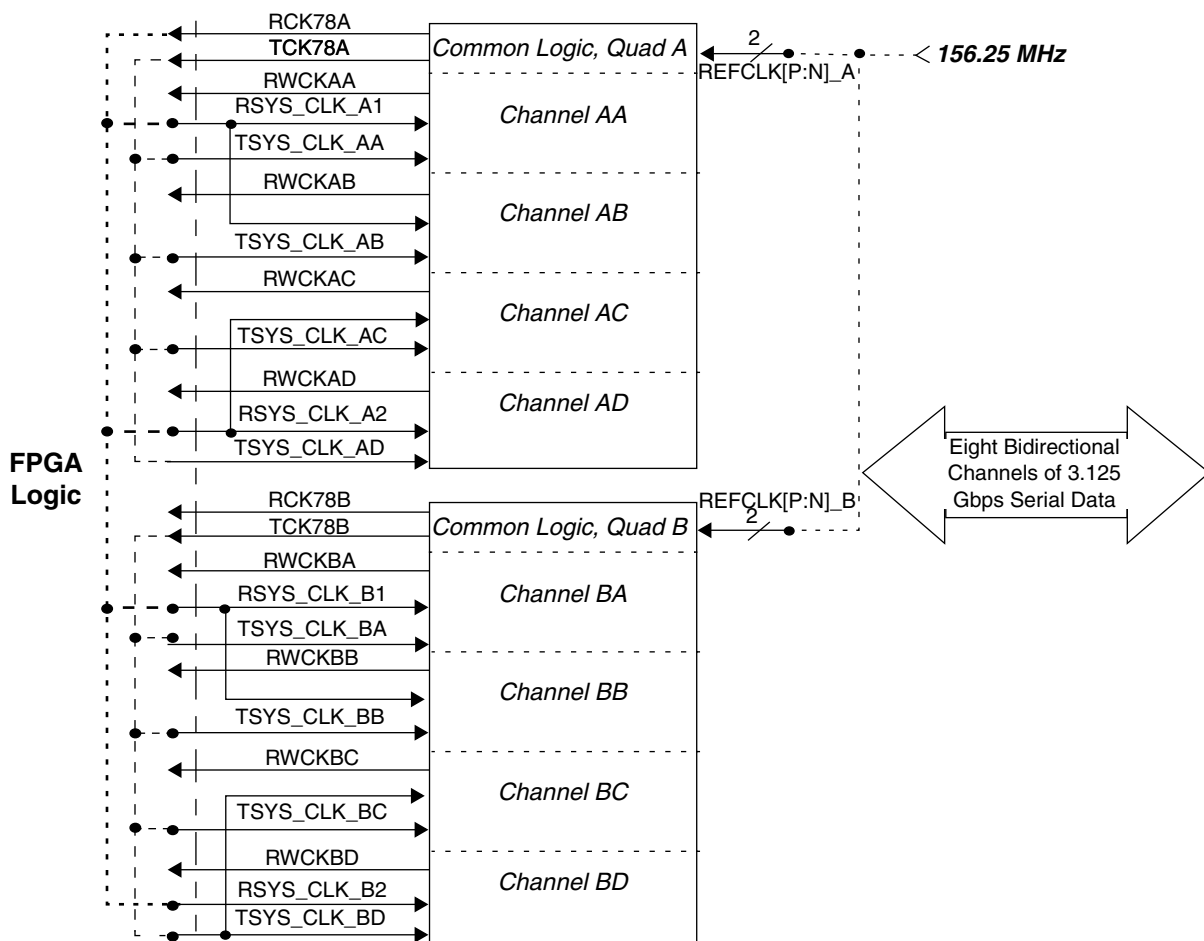 RCK78A
TCK78A
Common Logic, Quad A
2
REFCLK[P:N]_A
156.25 MHz
RWCKAA
RSYS_CLK_A1
Channel AA
TSYS_CLK_AA
RWCKAB
Channel AB
TSYS_CLK_AB
RWCKAC
Channel AC
TSYS_CLK_AC
RWCKAD
Channel AD
RSYS_CLK_A2
TSYS_CLK_AD
FPGA
Logic
Eight Bidirectional
Channels of 3.125
Gbps Serial Data
RCK78B
TCK78B
Common Logic, Quad B
REFCLK[P:N]_B
2
RWCKBA
RSYS_CLK_B1
Channel BA
TSYS_CLK_BA
RWCKBB
Channel BB
TSYS_CLK_BB
RWCKBC
Channel BC
TSYS_CLK_BC
RWCKBD
Channel BD
RSYS_CLK_B2
TSYS_CLK_BD